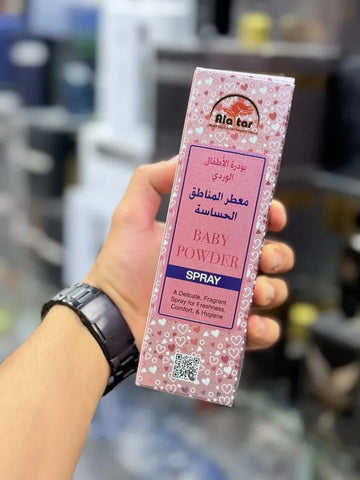 Ala tar
بودرة الأطفال
الوردي
معطر المناطق
الحساسة
BABY
POWDER
SPRAY
A Delicate, Fragrant
Spray for Freshness,
Comfort, & Hygiene